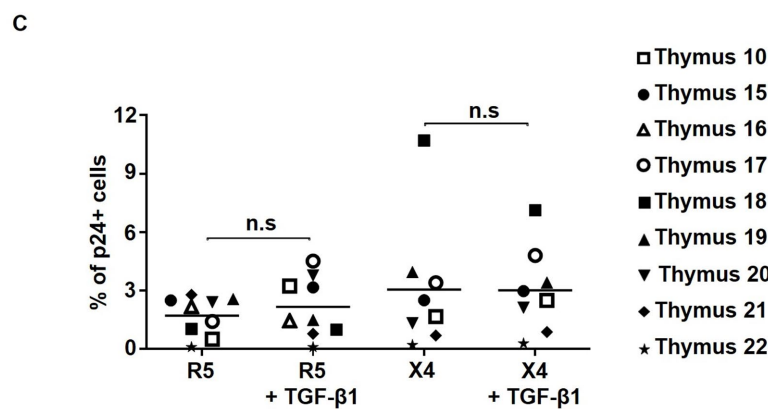 C
% of p24+ cells
12
9
6
3
0
n.s
n.s
R5
R5
+ TGF-β1
X4
X4
+ TGF-β1
Thymus 10
Thymus 15
Thymus 16
Thymus 17
Thymus 18
Thymus 19
Thymus 20
Thymus 21
Thymus 22